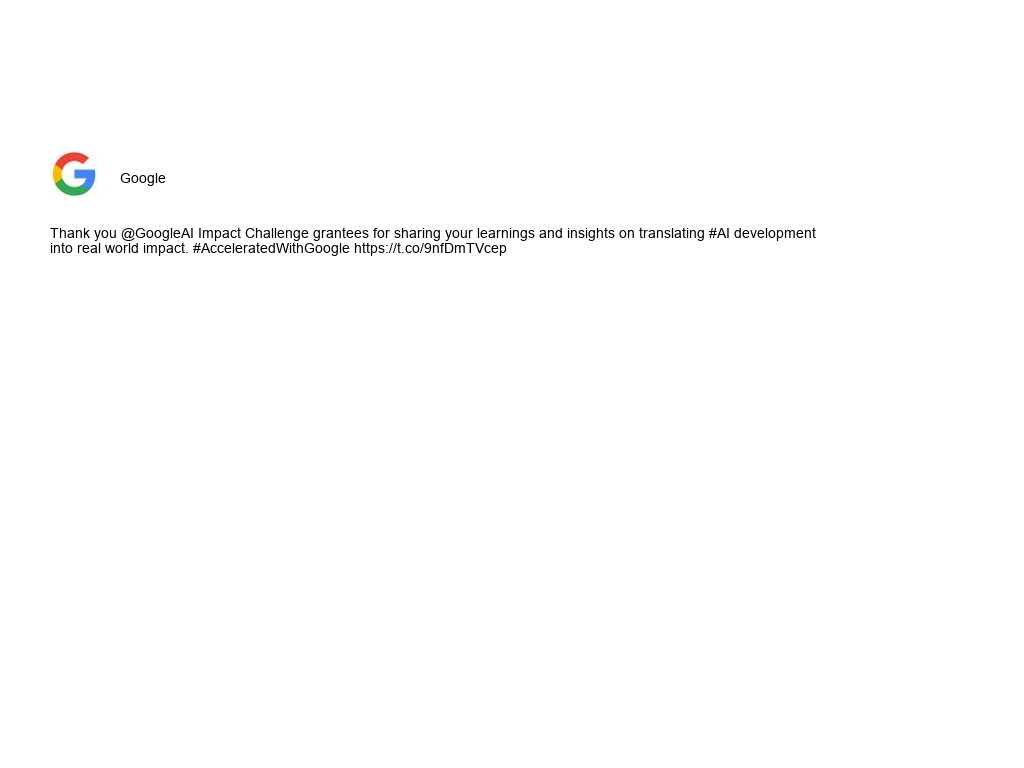 Google
Thank you @GoogleAI Impact Challenge grantees for sharing your learnings and insights on translating #AI development
into real world impact. #AcceleratedWithGoogle https://t.co/9nfDmTVcep